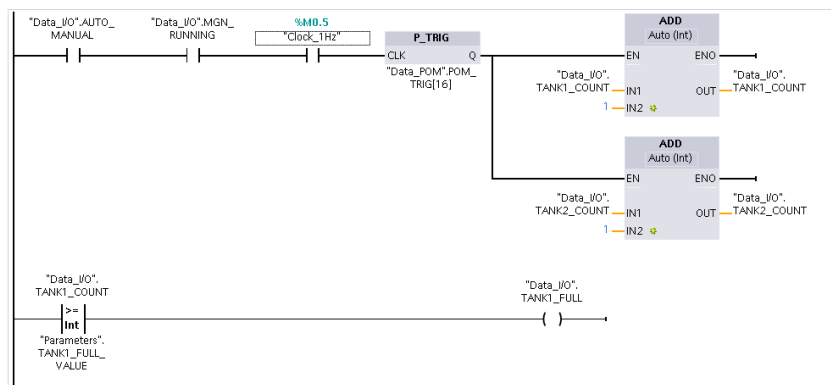 "Data_I/O".AUTO_
MANUAL
"Data_I/O".MGN_
RUNNING
%M0.5
"Clock_1Hz"
P_TRIG
CLK Q
"Data_POM".POM_
TRIG[16]
ADD
Auto (Int)
EN ENO
"Data_I/O".
TANK1_COUNT
IN1
1
IN2
OUT
"Data_I/O".
TANK1_COUNT
ADD
Auto (Int)
EN ENO
"Data_I/O".
TANK2_COUNT
IN1
1
IN2
OUT
"Data_I/O".
TANK2_COUNT
"Data_I/O".
TANK1_COUNT
>=
Int
"Parameters".
TANK1_FULL_
VALUE
"Data_I/O".
TANK1_FULL